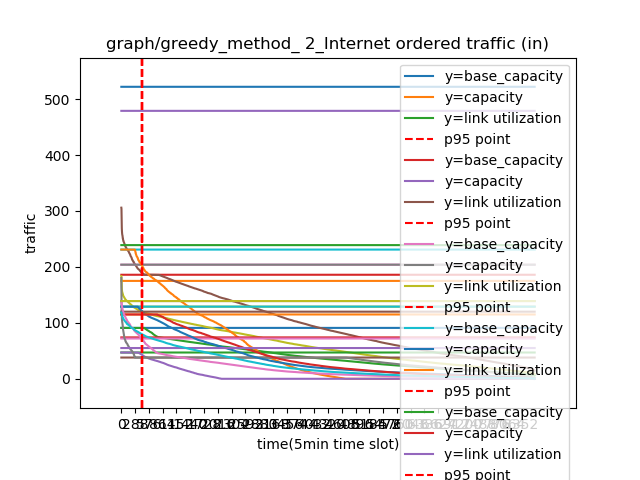 graph/greedy_method_ 2_Internet ordered traffic (in)
y=base_capacity
y=capacity
y=link utilization
p95 point
y=base_capacity
y=capacity
y=link utilization
p95 point
y=base_capacity
y=capacity
y=link utilization
p95 point
y=base_capacity
y=capacity
y=link utilization
p95 point
y=base_capacity
y=capacity
y=link utilization
p95 point
traffic
500
400
300
200
100
0
time(5min time slot)